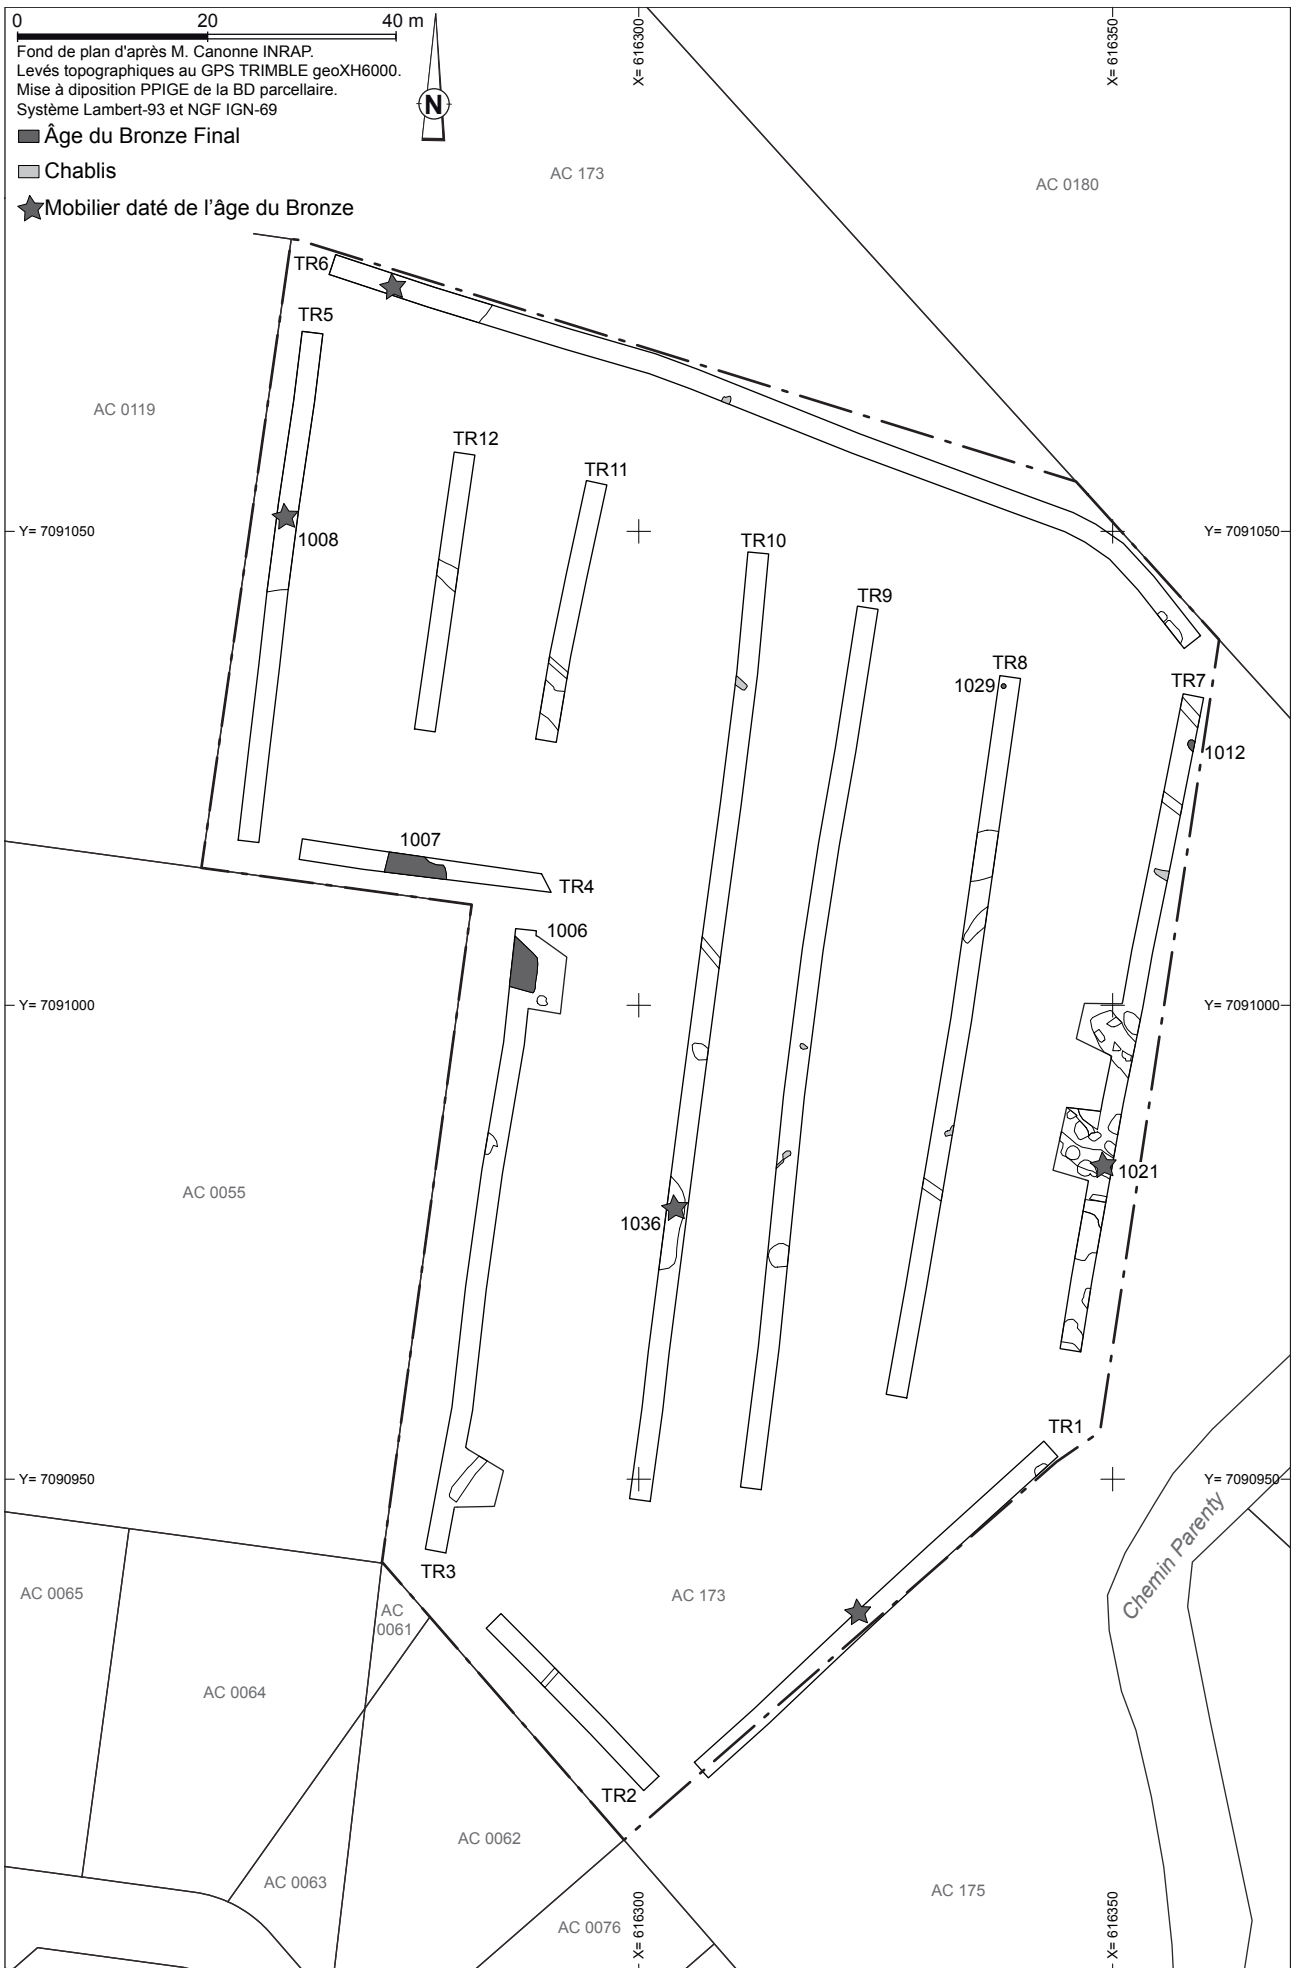 0 20 40 m
Fond de plan d'après M. Canonne INRAP.
Levés topographiques au GPS TRIMBLE geoXH6000.
Mise à diposition PPIGE de la BD parcellaire.
Système Lambert-93 et NGF IGN-69
Âge du Bronze Final
Chablis
Mobilier daté de l'âge du Bronze
N
X= 616300
X= 616350
AC 173
AC 0180
TR6
TR5
AC 0119
TR12
TR11
Y= 7091050
1008
TR10
Y= 7091050
TR9
TR8
1029
TR7
1012
1007
TR4
1006
Y= 7091000
Y= 7091000
AC 0055
1021
1036
TR1
Y= 7090950
Y= 7090950
Chemin Parenty
TR3
AC 0065
AC
0061
AC 173
AC 0064
TR2
AC 0062
AC 0063
AC 175
AC 0076
X= 616300
X= 616350